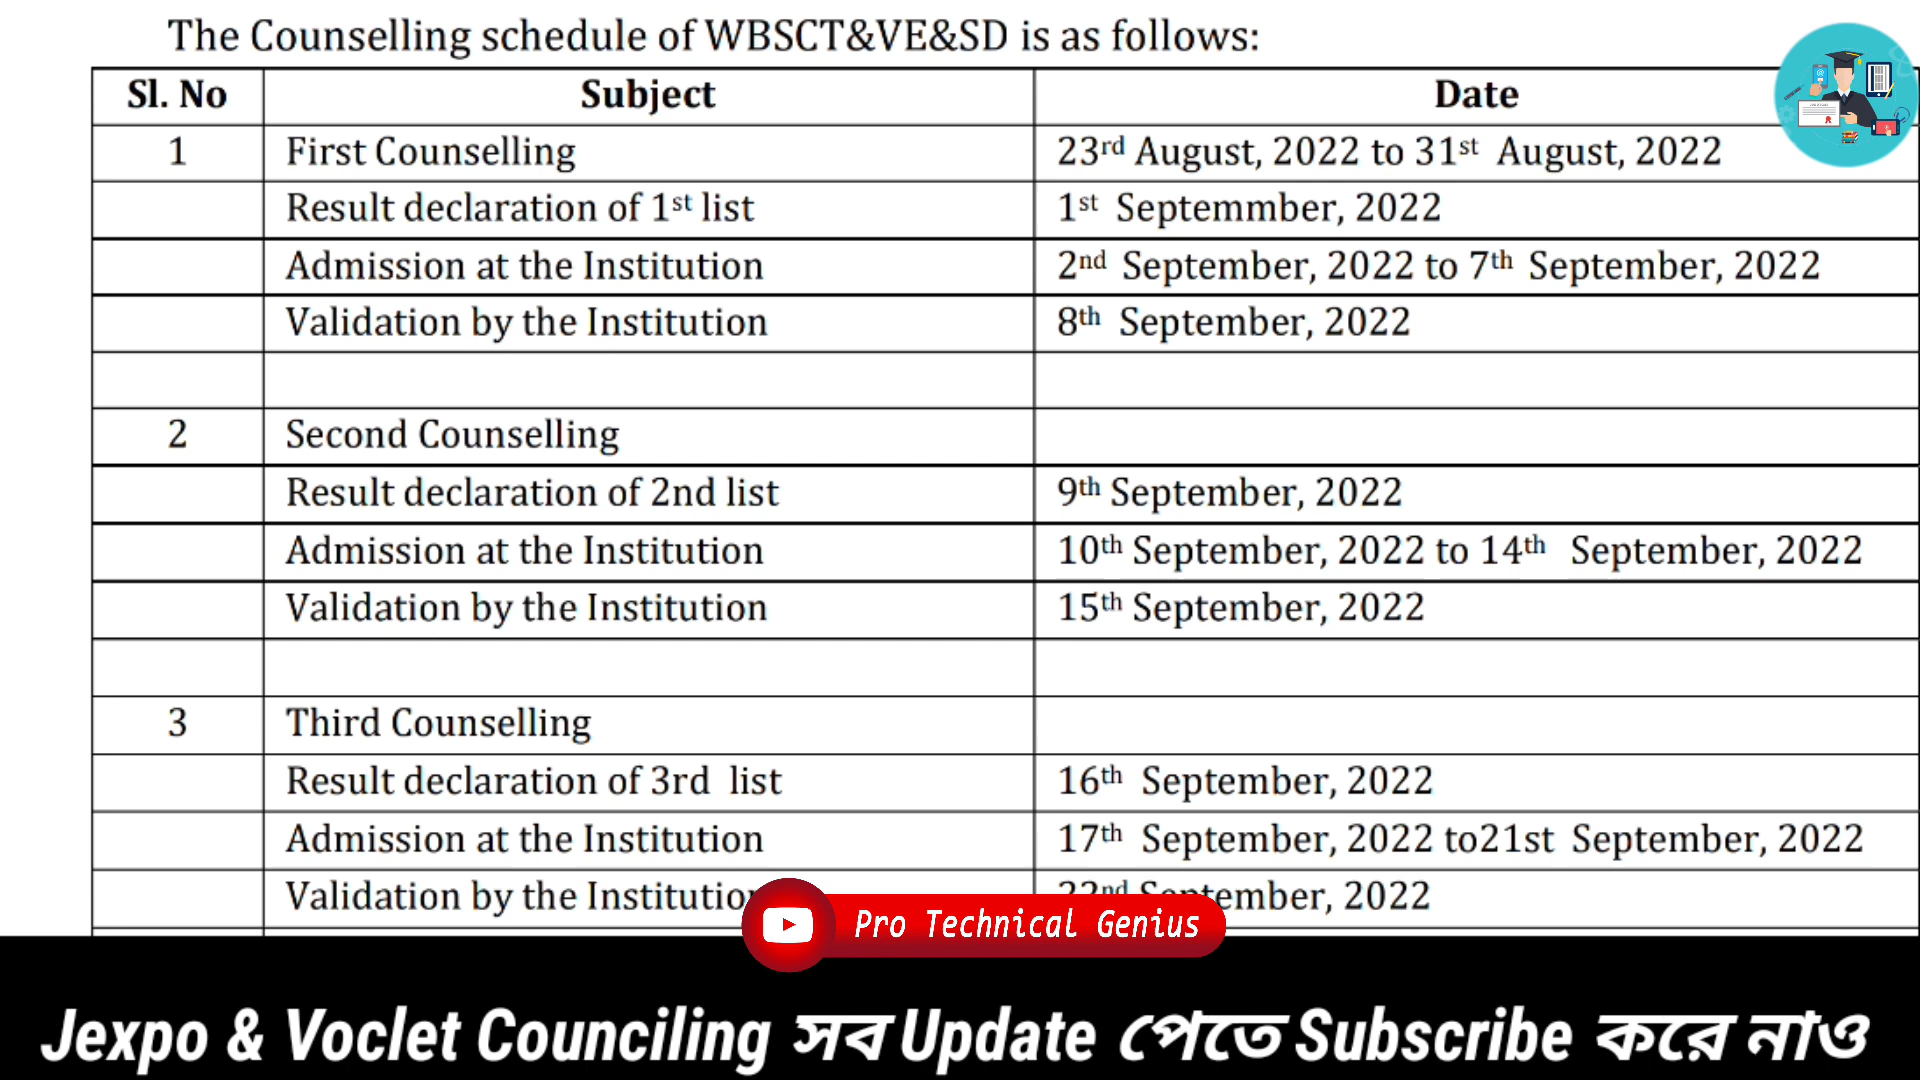 The Counselling schedule of WBSCT&VE&SD is as follows:
Sl. No Subject Date
1 First Counselling 23rd August, 2022 to 31st August, 2022
Result declaration of 1st list 1st Septemmber, 2022
Admission at the Institution 2nd September, 2022 to 7th September, 2022
Validation by the Institution 8th September, 2022
2 Second Counselling
Result declaration of 2nd list 9th September, 2022
Admission at the Institution 10th September, 2022 to 14th September, 2022
Validation by the Institution 15th September, 2022
3 Third Counselling
Result declaration of 3rd list 16th September, 2022
Admission at the Institution 17th September, 2022 to21st September, 2022
Validation by the Institution 22nd September, 2022
Pro Technical Genius
Jexpo & Voclet Counciling সব Update পেতে Subscribe করে নাও